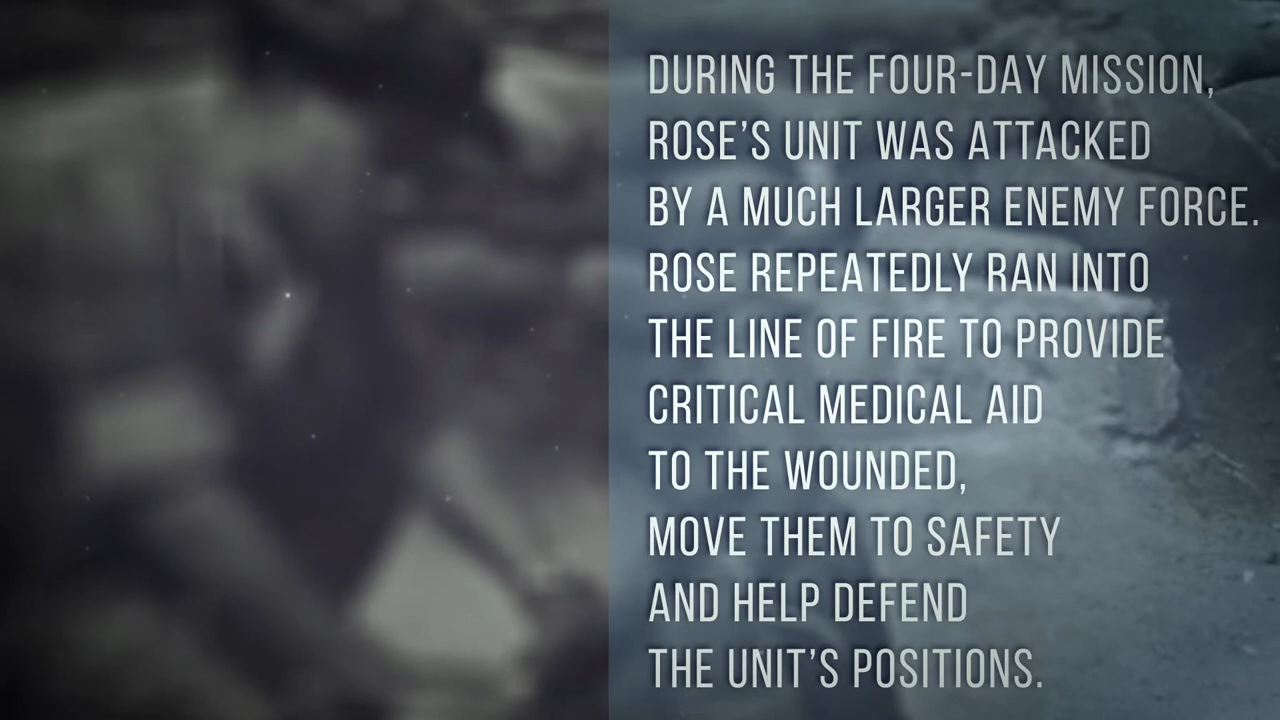 DURING THE FOUR-DAY MISSION,
ROSE’S UNIT WAS ATTACKED
BY A MUCH LARGER ENEMY FORCE.
ROSE REPEATEDLY RAN INTO
THE LINE OF FIRE TO PROVIDE
CRITICAL MEDICAL AID
TO THE WOUNDED,
MOVE THEM TO SAFETY
AND HELP DEFEND
THE UNIT’S POSITIONS.